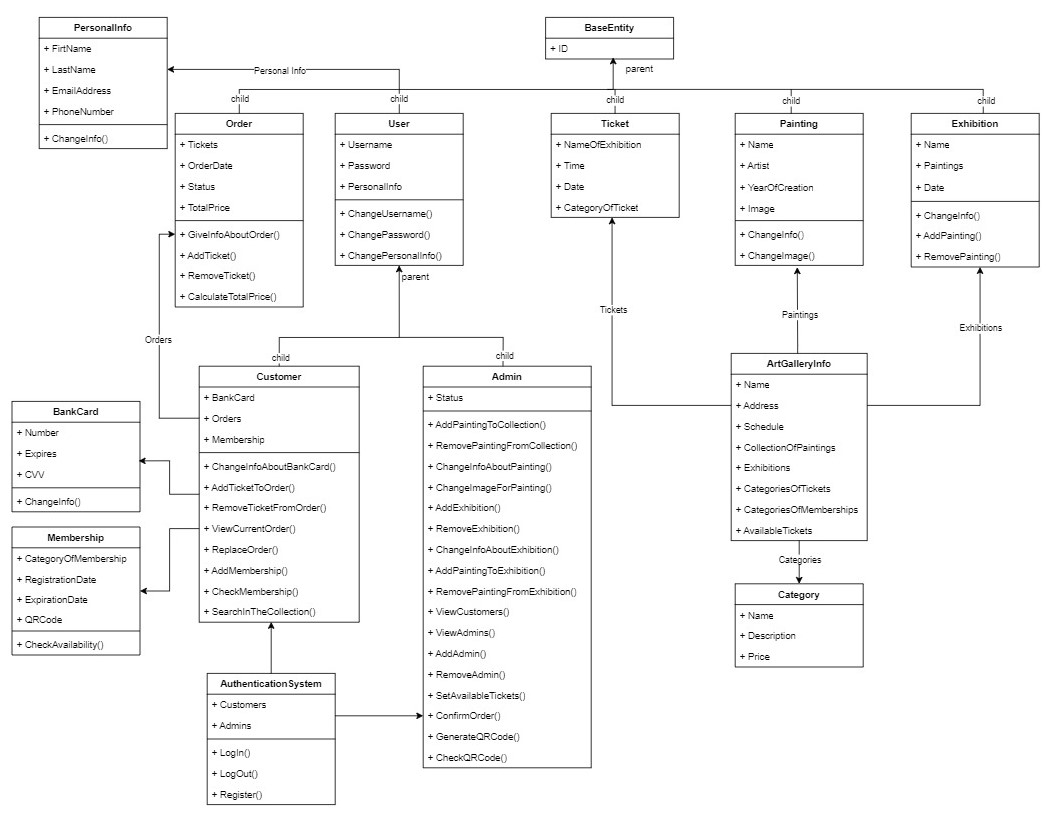 PersonalInfo
+ FirtName
+ LastName
+ EmailAddress
+ PhoneNumber
+ ChangeInfo()
BaseEntity
+ ID
parent
Personal Info
child
child
child
child
child
Order
+ Tickets
+ OrderDate
+ Status
+ TotalPrice
+ GiveInfoAboutOrder()
+ AddTicket()
+ RemoveTicket()
+ CalculateTotalPrice()
User
+ Username
+ Password
+ PersonalInfo
+ ChangeUsername()
+ ChangePassword()
+ ChangePersonalInfo()
parent
Ticket
+ NameOfExhibition
+ Time
+ Date
+ CategoryOfTicket
Painting
+ Name
+ Artist
+ YearOfCreation
+ Image
+ ChangeInfo()
+ ChangeImage()
Exhibition
+ Name
+ Paintings
+ Date
+ ChangeInfo()
+ AddPainting()
+ RemovePainting()
Orders
Tickets
Paintings
Exhibitions
child
child
BankCard
+ Number
+ Expires
+ CVV
+ ChangeInfo()
Membership
+ CategoryOfMembership
+ RegistrationDate
+ ExpirationDate
+ QRCode
+ CheckAvailability()
Customer
+ BankCard
+ Orders
+ Membership
+ ChangeInfoAboutBankCard()
+ AddTicketToOrder()
+ RemoveTicketFromOrder()
+ ViewCurrentOrder()
+ ReplaceOrder()
+ AddMembership()
+ CheckMembership()
+ SearchInTheCollection()
Admin
+ Status
+ AddPaintingToCollection()
+ RemovePaintingFromCollection()
+ ChangeInfoAboutPainting()
+ ChangeImageForPainting()
+ AddExhibition()
+ RemoveExhibition()
+ ChangeInfoAboutExhibition()
+ AddPaintingToExhibition()
+ RemovePaintingFromExhibition()
+ ViewCustomers()
+ ViewAdmins()
+ AddAdmin()
+ RemoveAdmin()
+ SetAvailableTickets()
+ ConfirmOrder()
+ GenerateQRCode()
+ CheckQRCode()
ArtGalleryInfo
+ Name
+ Address
+ Schedule
+ CollectionOfPaintings
+ Exhibitions
+ CategoriesOfTickets
+ CategoriesOfMemberships
+ AvailableTickets
Categories
Category
+ Name
+ Description
+ Price
AuthenticationSystem
+ Customers
+ Admins
+ LogIn()
+ LogOut()
+ Register()